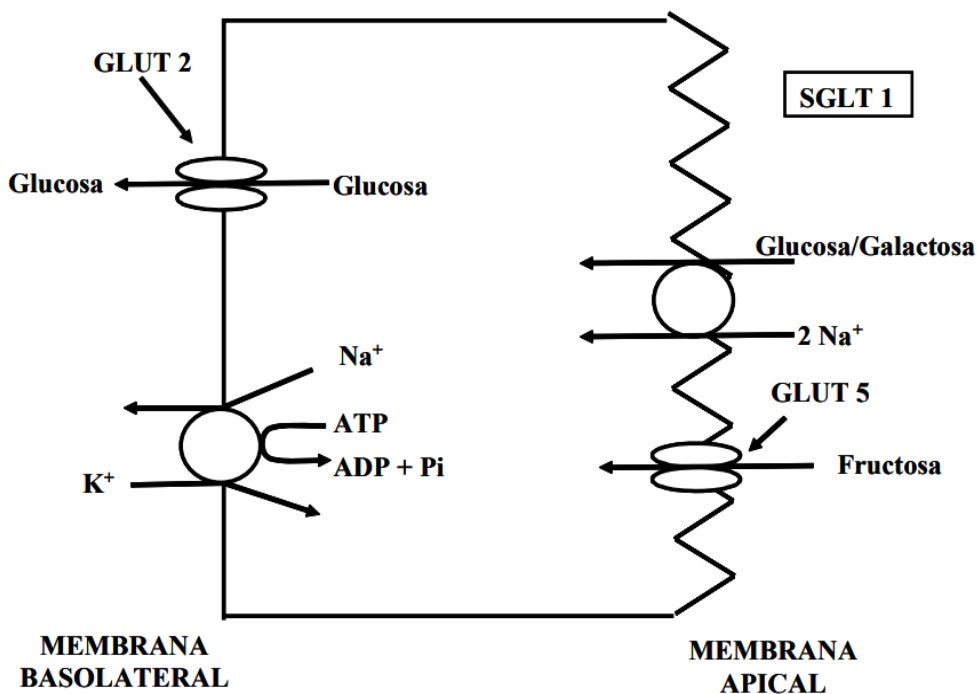 GLUT 2
SGLT 1
Glucosa
Glucosa
Glucosa/Galactosa
2 Na⁺
Na⁺
ATP
ADP + Pi
K⁺
GLUT 5
Fructosa
MEMBRANA
BASOLATERAL
MEMBRANA
APICAL